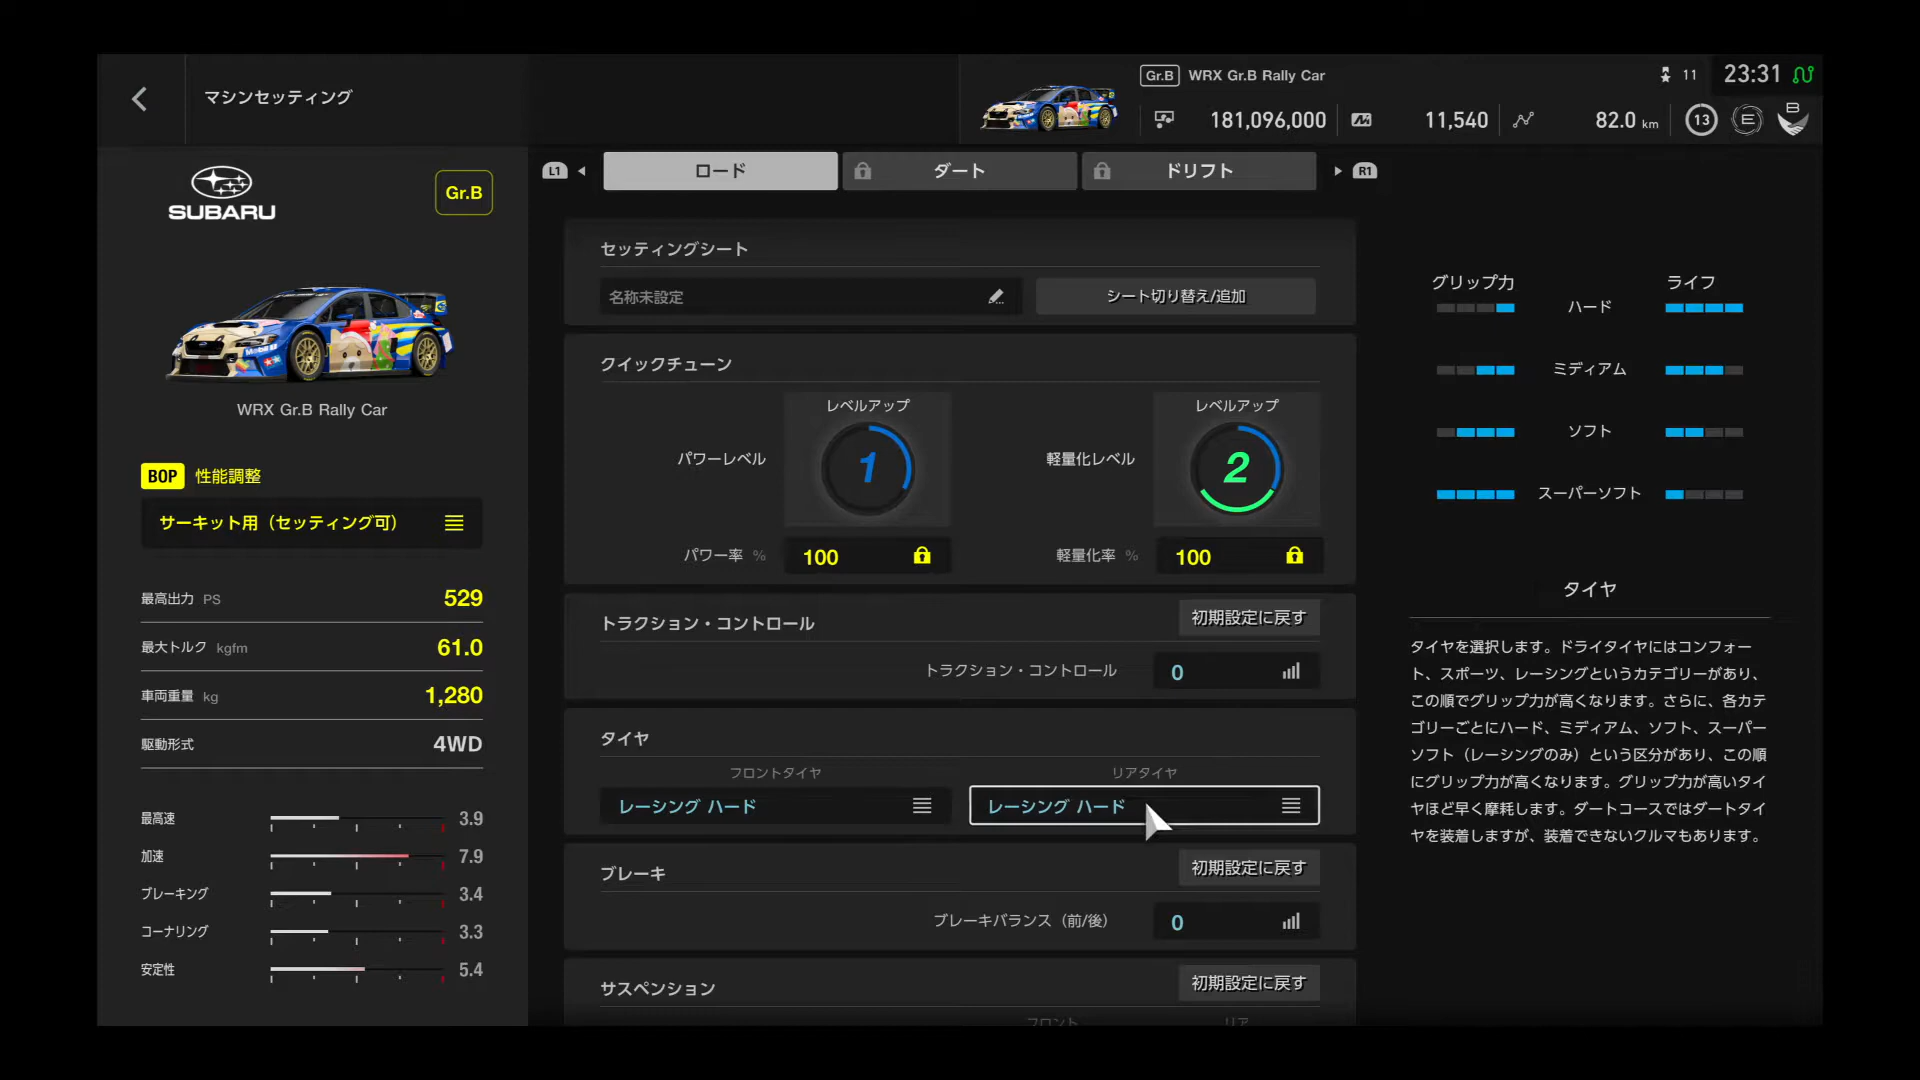 マシンセッティング
Gr.B WRX Gr.B Rally Car
11
23:31
181,096,000
11,540
82.0 km
13
E
B
SUBARU
Gr.B
WRX Gr.B Rally Car
BOP 性能調整
サーキット用（セッティング可）
最高出力 PS 529
最大トルク kgfm 61.0
車両重量 kg 1,280
駆動形式 4WD
最高速 3.9
加速 7.9
ブレーキング 3.4
コーナリング 3.3
安定性 5.4
L1 ロード ダート ドリフト R1
セッティングシート
名称未設定 シート切り替え/追加
クイックチューン
レベルアップ レベルアップ
パワーレベル 1 軽量化レベル 2
パワー率 % 100 軽量化率 % 100
トラクション・コントロール 初期設定に戻す
トラクション・コントロール 0
タイヤ
フロントタイヤ リアタイヤ
レーシング ハード レーシング ハード
ブレーキ 初期設定に戻す
ブレーキバランス（前/後） 0
サスペンション 初期設定に戻す
フロント リア
グリップ力 ライフ
ハード
ミディアム
ソフト
スーパーソフト
タイヤ
タイヤを選択します。ドライタイヤにはコンフォー
ト、スポーツ、レーシングというカテゴリーがあり、
この順でグリップ力が高くなります。さらに、各カテ
ゴリーごとにハード、ミディアム、ソフト、スーパー
ソフト（レーシングのみ）という区分があり、この順
にグリップ力が高くなります。グリップ力が高いタイ
ヤほど早く摩耗します。ダートコースではダートタイ
ヤを装着しますが、装着できないクルマもあります。